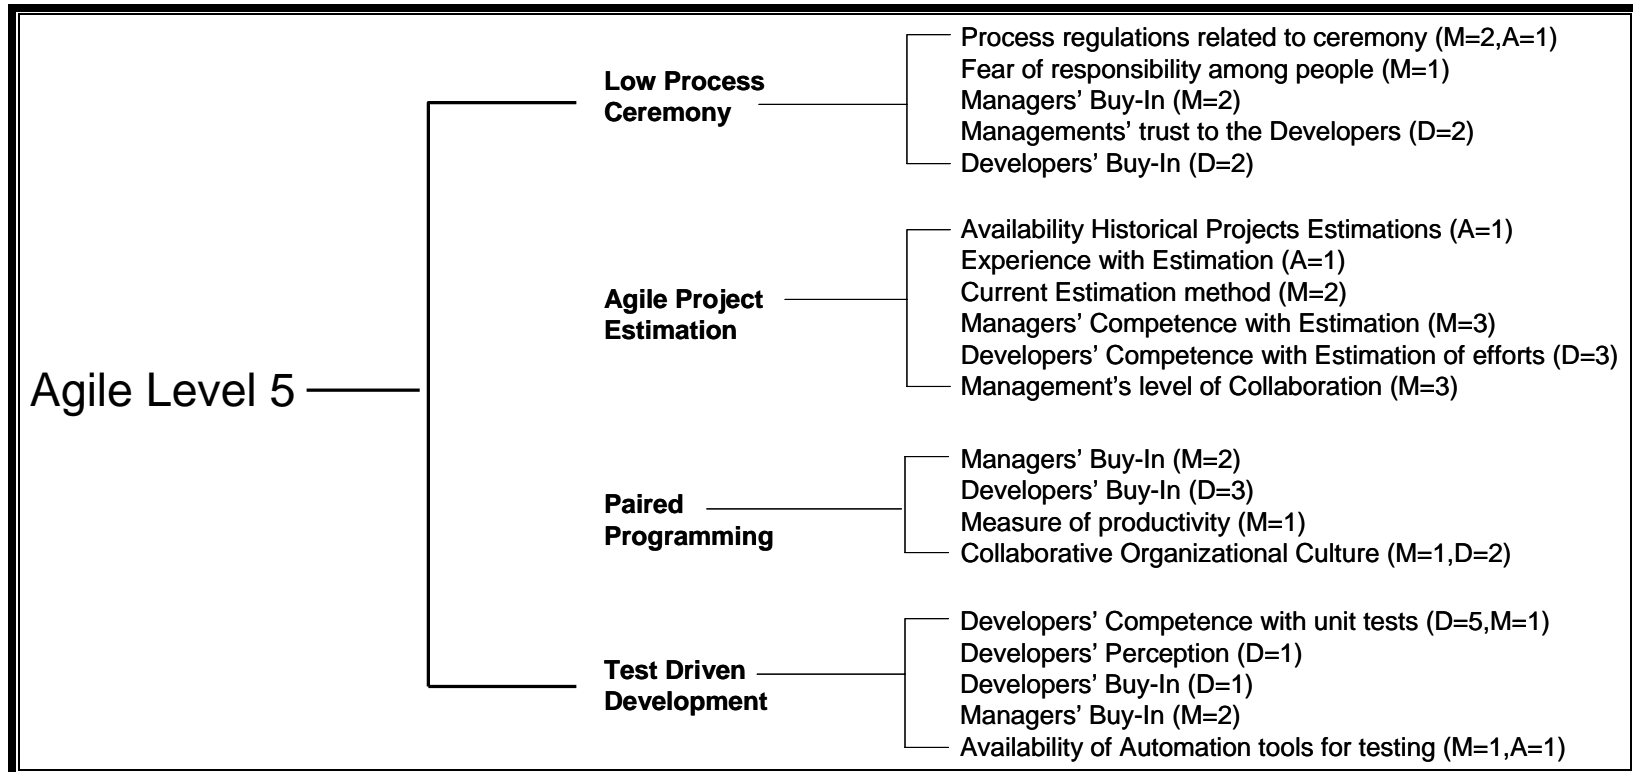 Agile Level 5
Low Process
Ceremony
Process regulations related to ceremony (M=2,A=1)
Fear of responsibility among people (M=1)
Managers' Buy-In (M=2)
Managements' trust to the Developers (D=2)
Developers' Buy-In (D=2)
Agile Project
Estimation
Availability Historical Projects Estimations (A=1)
Experience with Estimation (A=1)
Current Estimation method (M=2)
Managers' Competence with Estimation (M=3)
Developers' Competence with Estimation of efforts (D=3)
Management's level of Collaboration (M=3)
Paired
Programming
Managers' Buy-In (M=2)
Developers' Buy-In (D=3)
Measure of productivity (M=1)
Collaborative Organizational Culture (M=1,D=2)
Test Driven
Development
Developers' Competence with unit tests (D=5,M=1)
Developers' Perception (D=1)
Developers' Buy-In (D=1)
Managers' Buy-In (M=2)
Availability of Automation tools for testing (M=1,A=1)